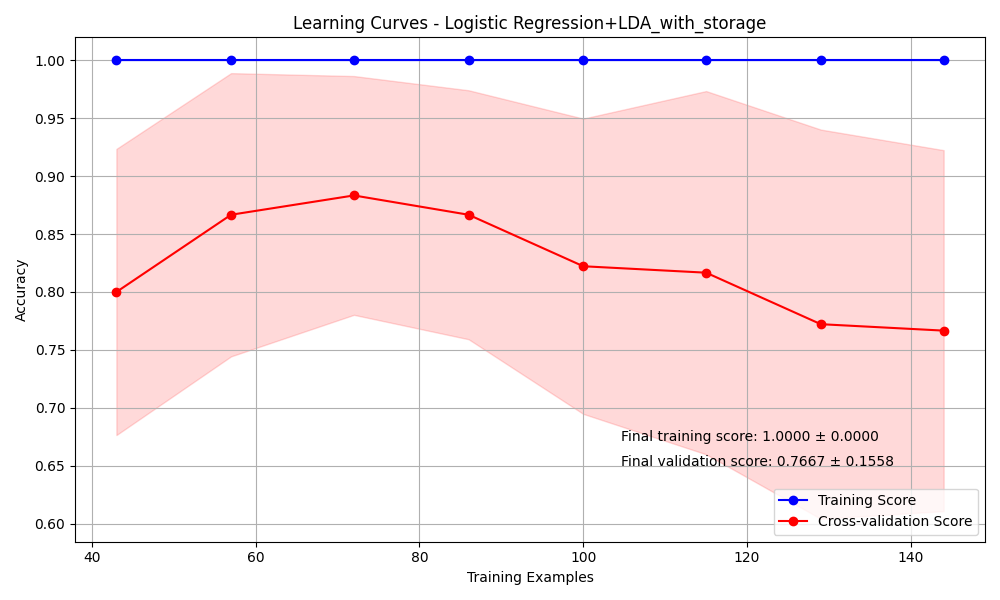 Learning Curves - Logistic Regression+LDA_with_storage
Accuracy
1.00
0.95
0.90
0.85
0.80
0.75
0.70
0.65
0.60
Final training score: 1.0000 ± 0.0000
Final validation score: 0.7667 ± 0.1558
Training Score
Cross-validation Score
40 60 80 100 120 140
Training Examples